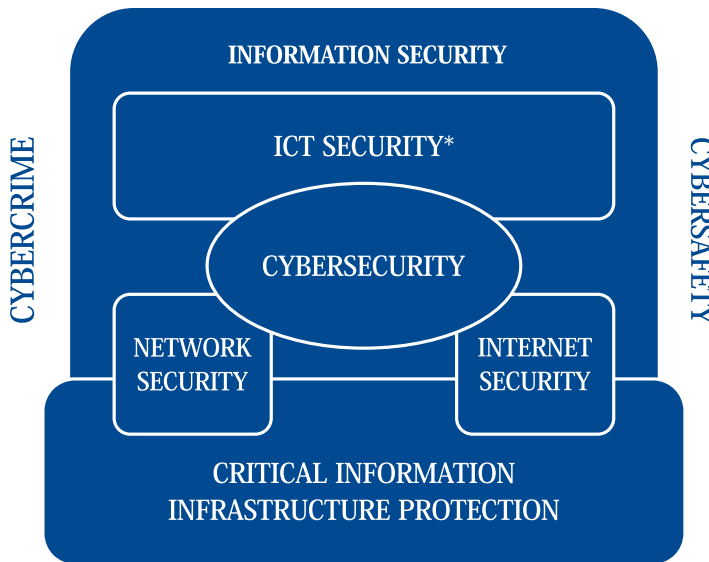 INFORMATION SECURITY
ICT SECURITY*
CYBERCRIME
CYBERSAFETY
CYBERSECURITY
NETWORK
SECURITY
INTERNET
SECURITY
CRITICAL INFORMATION
INFRASTRUCTURE PROTECTION